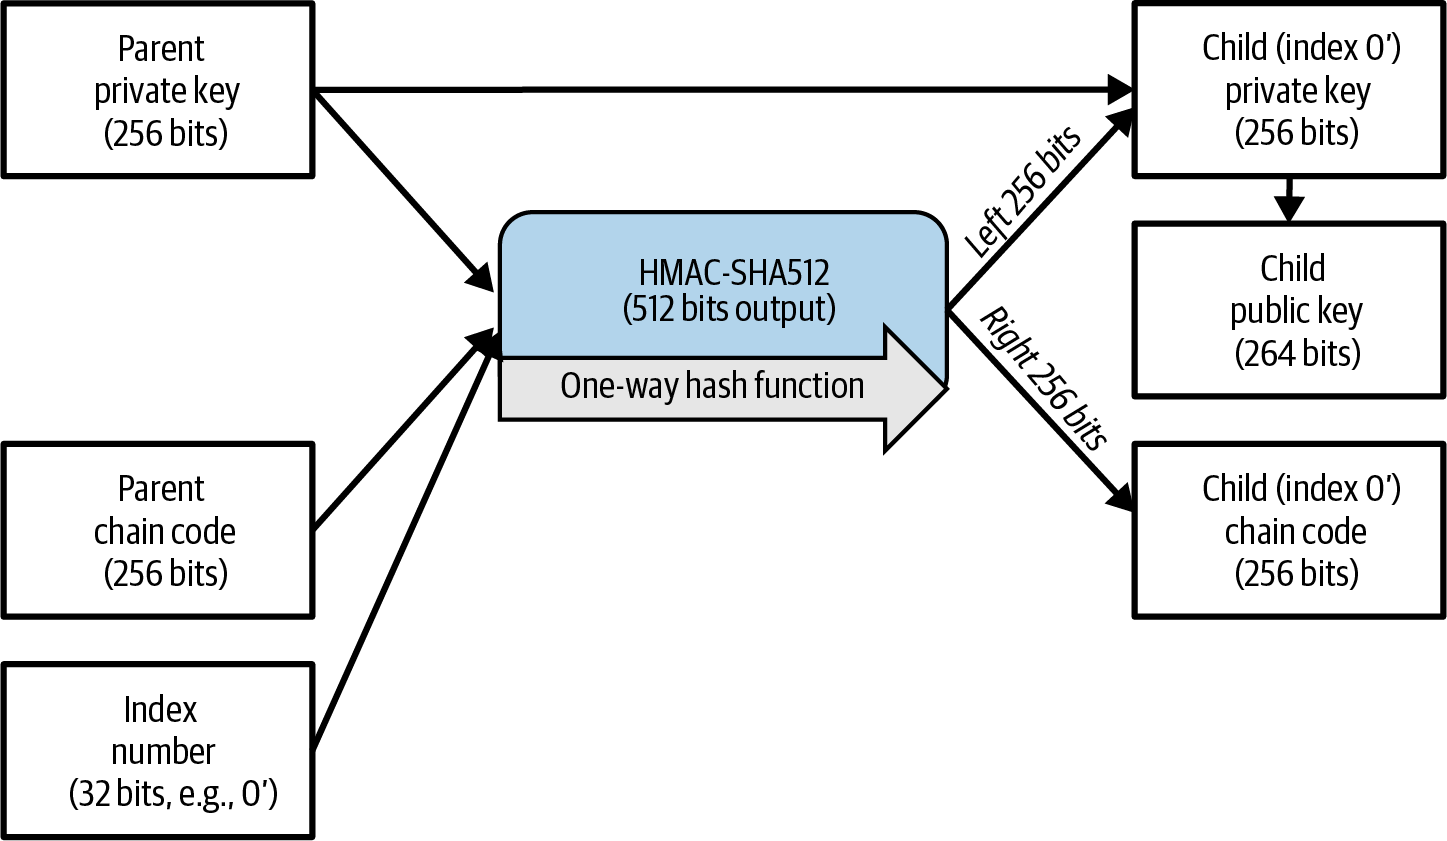 Parent
private key
(256 bits)
Parent
chain code
(256 bits)
Index
number
(32 bits, e.g., 0’)
HMAC-SHA512
(512 bits output)
One-way hash function
Left 256 bits
Right 256 bits
Child (index 0’)
private key
(256 bits)
Child
public key
(264 bits)
Child (index 0’)
chain code
(256 bits)